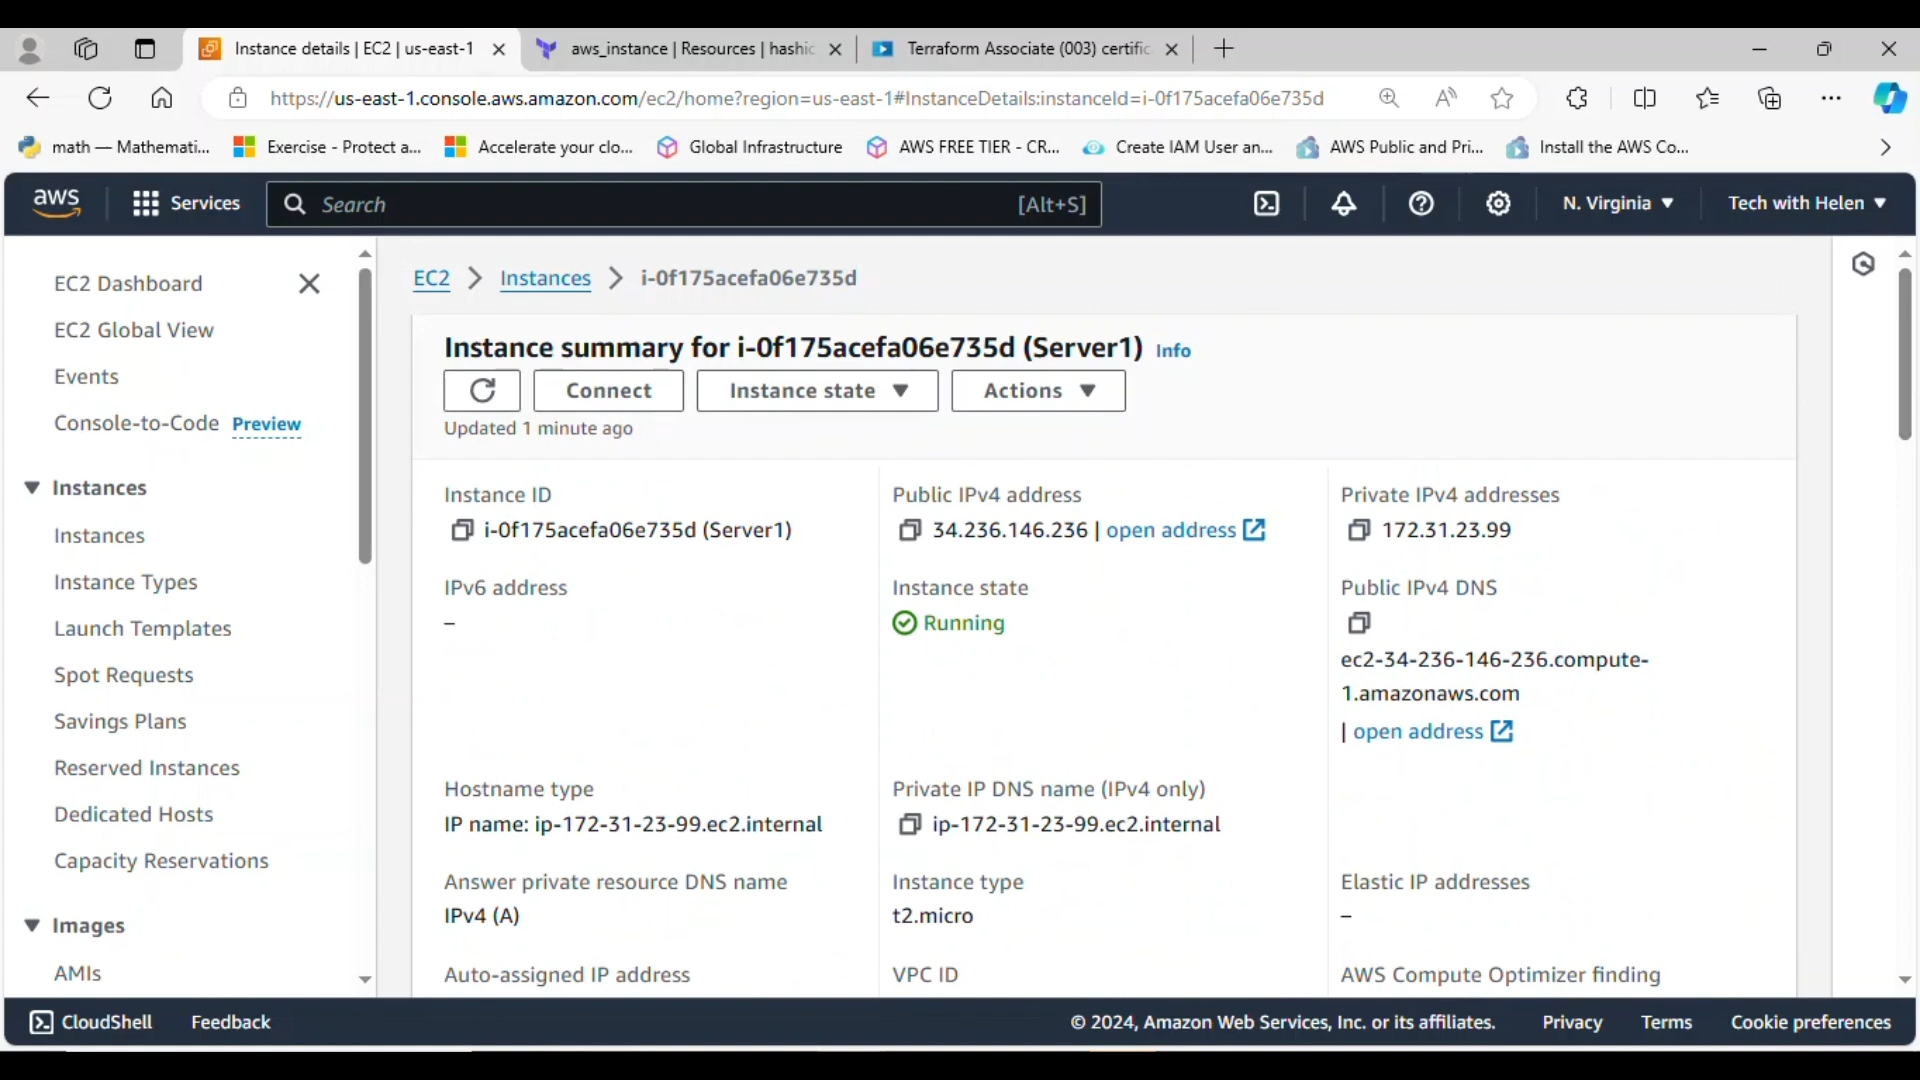 Instance details | EC2 | us-east-1
aws_instance | Resources | hashic
Terraform Associate (003) certific
https://us-east-1.console.aws.amazon.com/ec2/home?region=us-east-1#InstanceDetails:instanceId=i-0f175acefa06e735d
math — Mathemati...
Exercise - Protect a...
Accelerate your clo...
Global Infrastructure
AWS FREE TIER - CR...
Create IAM User an...
AWS Public and Pri...
Install the AWS Co...
aws
Services
Search
[Alt+S]
N. Virginia
Tech with Helen
EC2 Dashboard
EC2 Global View
Events
Console-to-Code Preview
Instances
Instances
Instance Types
Launch Templates
Spot Requests
Savings Plans
Reserved Instances
Dedicated Hosts
Capacity Reservations
Images
AMIs
EC2 > Instances > i-0f175acefa06e735d
Instance summary for i-0f175acefa06e735d (Server1) Info
Connect
Instance state
Actions
Updated 1 minute ago
Instance ID
i-0f175acefa06e735d (Server1)
Public IPv4 address
34.236.146.236 | open address
Private IPv4 addresses
172.31.23.99
IPv6 address
–
Instance state
Running
Public IPv4 DNS
ec2-34-236-146-236.compute-
1.amazonaws.com
| open address
Hostname type
IP name: ip-172-31-23-99.ec2.internal
Private IP DNS name (IPv4 only)
ip-172-31-23-99.ec2.internal
Answer private resource DNS name
IPv4 (A)
Instance type
t2.micro
Elastic IP addresses
–
Auto-assigned IP address
VPC ID
AWS Compute Optimizer finding
CloudShell
Feedback
© 2024, Amazon Web Services, Inc. or its affiliates.
Privacy
Terms
Cookie preferences